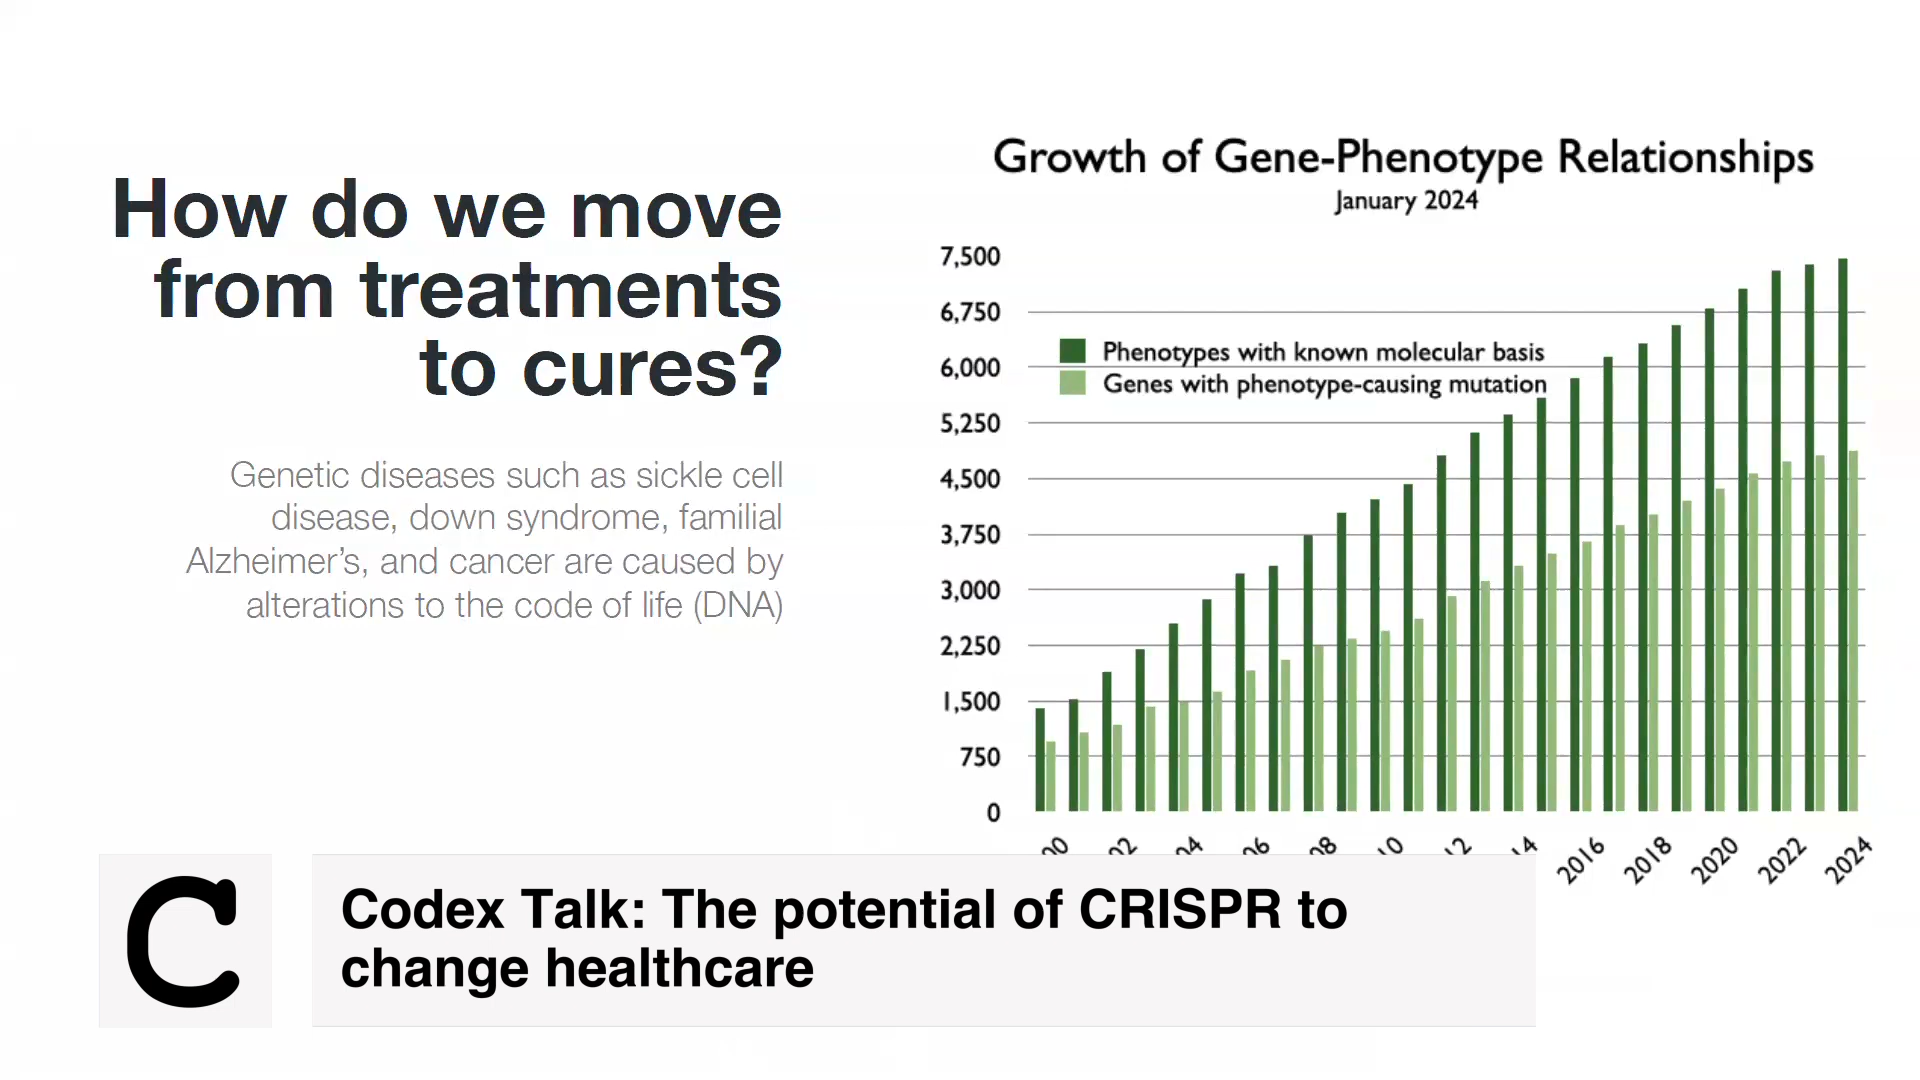 How do we move
from treatments
to cures?
Genetic diseases such as sickle cell
disease, down syndrome, familial
Alzheimer’s, and cancer are caused by
alterations to the code of life (DNA)
Growth of Gene-Phenotype Relationships
January 2024
7,500
6,750
6,000
5,250
4,500
3,750
3,000
2,250
1,500
750
0
Phenotypes with known molecular basis
Genes with phenotype-causing mutation
2016
2018
2020
2022
2024
C
Codex Talk: The potential of CRISPR to
change healthcare